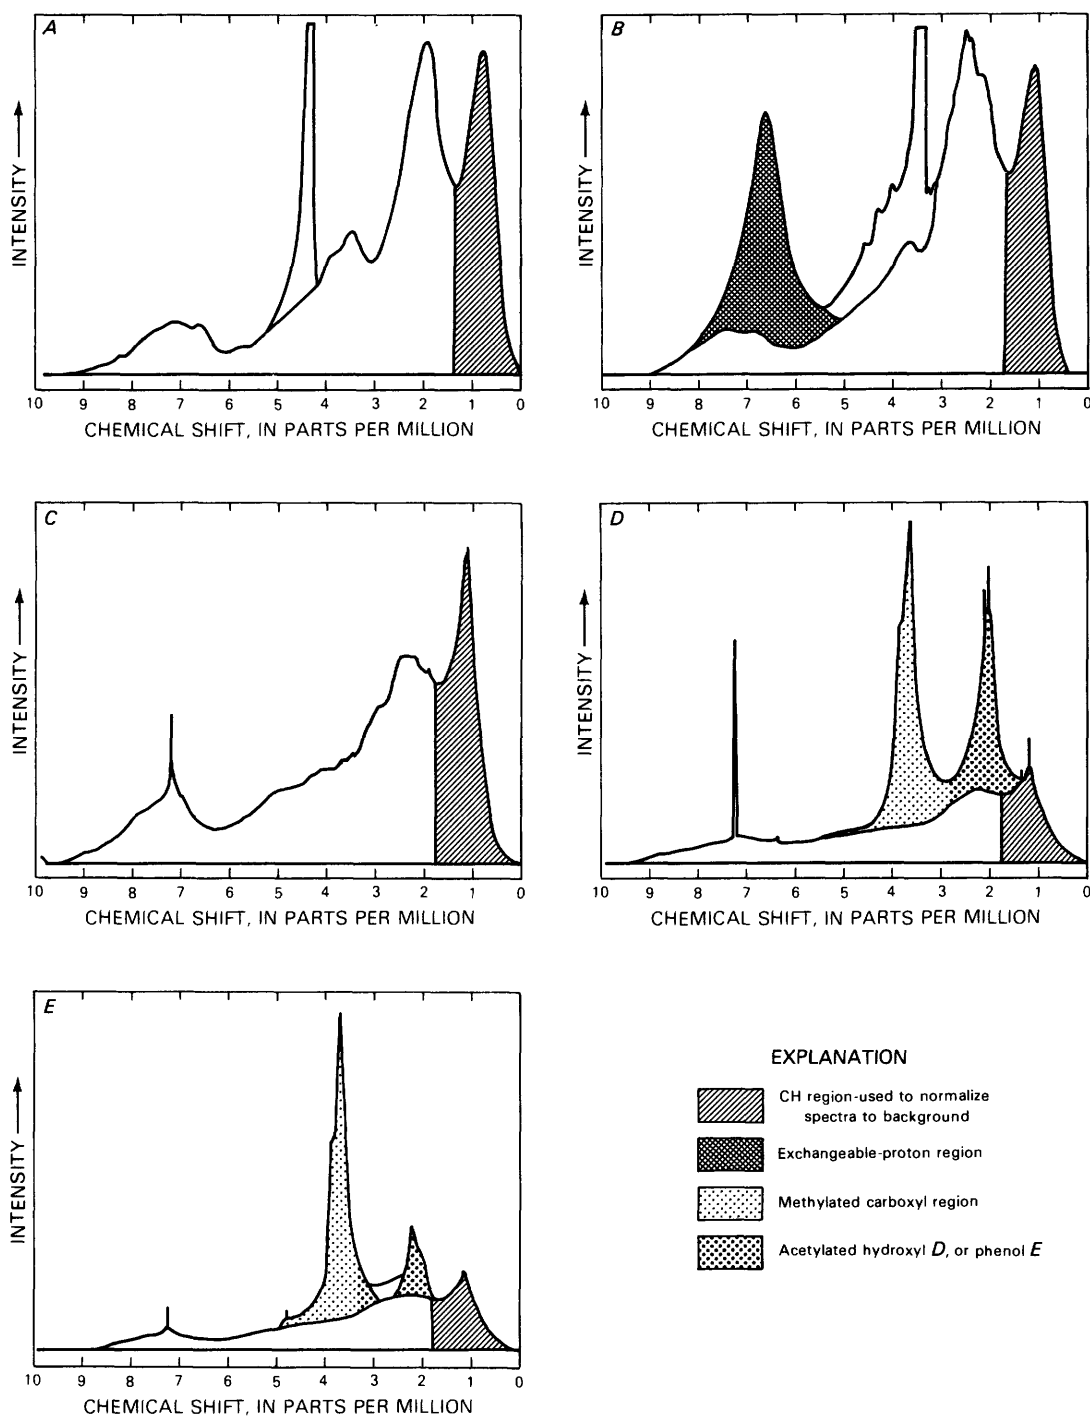 A
INTENSITY
10 9 8 7 6 5 4 3 2 1 0
CHEMICAL SHIFT, IN PARTS PER MILLION
B
INTENSITY
10 9 8 7 6 5 4 3 2 1 0
CHEMICAL SHIFT, IN PARTS PER MILLION
C
INTENSITY
10 9 8 7 6 5 4 3 2 1 0
CHEMICAL SHIFT, IN PARTS PER MILLION
D
INTENSITY
10 9 8 7 6 5 4 3 2 1 0
CHEMICAL SHIFT, IN PARTS PER MILLION
E
INTENSITY
10 9 8 7 6 5 4 3 2 1 0
CHEMICAL SHIFT, IN PARTS PER MILLION
EXPLANATION
CH region-used to normalize
spectra to background
Exchangeable-proton region
Methylated carboxyl region
Acetylated hydroxyl D, or phenol E